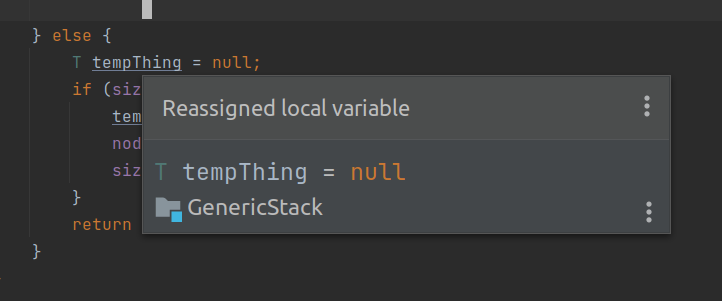 } else {
T tempThing = null;
if (siz
Reassigned local variable
tem
nod
T tempThing = null
siz
}
GenericStack
return
}